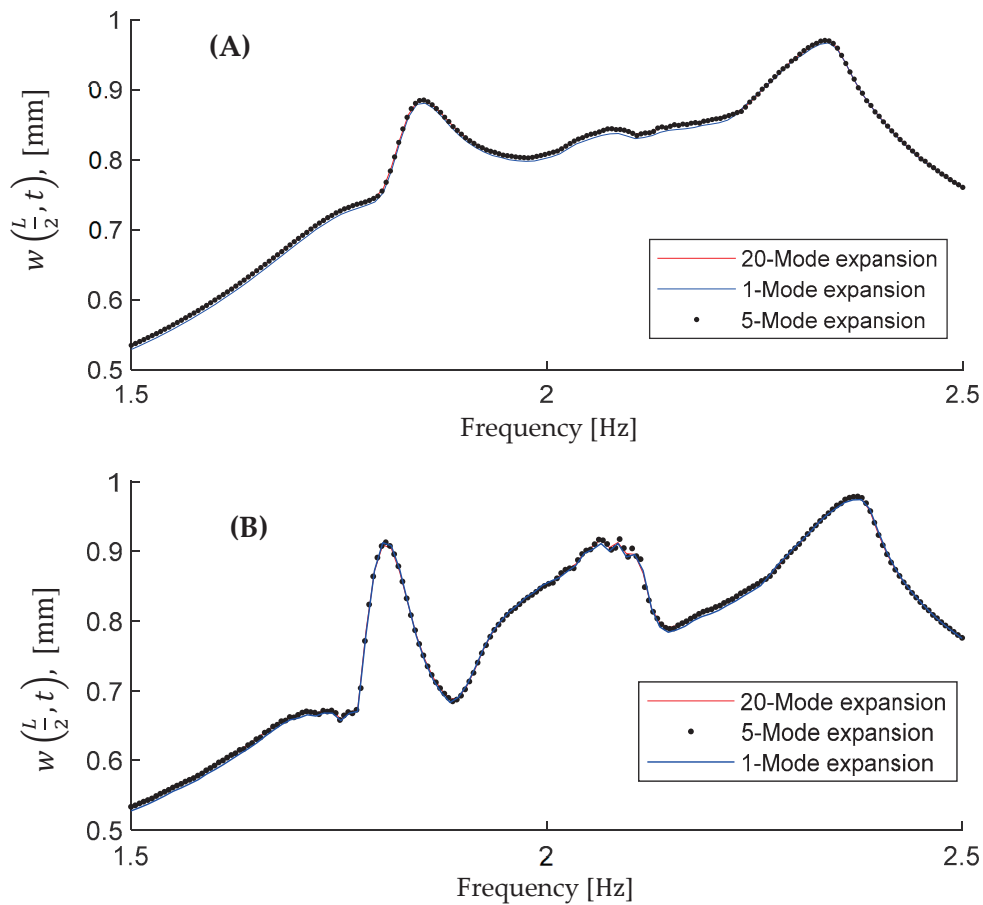 (A)
1
0.9
0.8
0.7
0.6
0.5
w(L/2, t), [mm]
1.5
2
2.5
Frequency [Hz]
20-Mode expansion
1-Mode expansion
5-Mode expansion
(B)
1
0.9
0.8
0.7
0.6
0.5
w(L/2, t), [mm]
1.5
2
2.5
Frequency [Hz]
20-Mode expansion
5-Mode expansion
1-Mode expansion